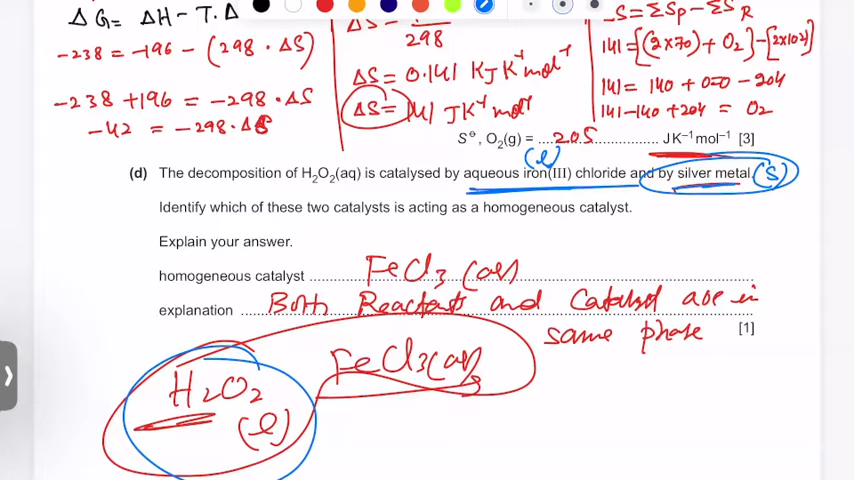 ΔG = ΔH - T. Δ
-238 = -196 - (298 · ΔS)
-238 + 196 = -298 · ΔS
-42 = -298 · ΔS
298
ΔS = 0.141 KJ K⁻¹ mol⁻¹
ΔS = 141 JK⁻¹ mol⁻¹
S = ΣSp - ΣS R
141 = [(2×70) + O₂] - [2×102]
141 = 140 + O₂ - 204
141 - 140 + 204 = O₂
S⦵, O₂(g) = 205 JK⁻¹mol⁻¹ [3]
(l)
(d) The decomposition of H₂O₂(aq) is catalysed by aqueous iron(III) chloride and by silver metal. (s)
Identify which of these two catalysts is acting as a homogeneous catalyst.
Explain your answer.
homogeneous catalyst FeCl₃ (aq)
explanation Both Reactants and Catalyst are in
same phase [1]
FeCl₃(aq)
H₂O₂
(l)